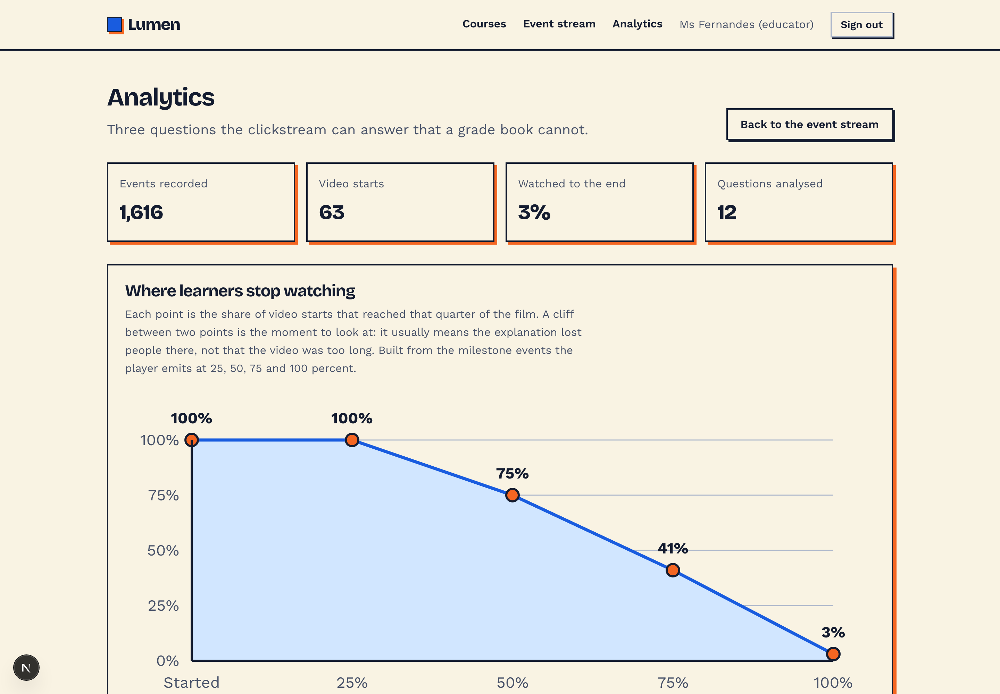 Lumen
Courses
Event stream
Analytics
Ms Fernandes (educator)
Sign out
Analytics
Three questions the clickstream can answer that a grade book cannot.
Back to the event stream
Events recorded
1,616
Video starts
63
Watched to the end
3%
Questions analysed
12
Where learners stop watching
Each point is the share of video starts that reached that quarter of the film. A cliff
between two points is the moment to look at: it usually means the explanation lost
people there, not that the video was too long. Built from the milestone events the
player emits at 25, 50, 75 and 100 percent.
100%
100%
100%
75%
75%
41%
50%
25%
3%
0%
Started
25%
50%
75%
100%
N